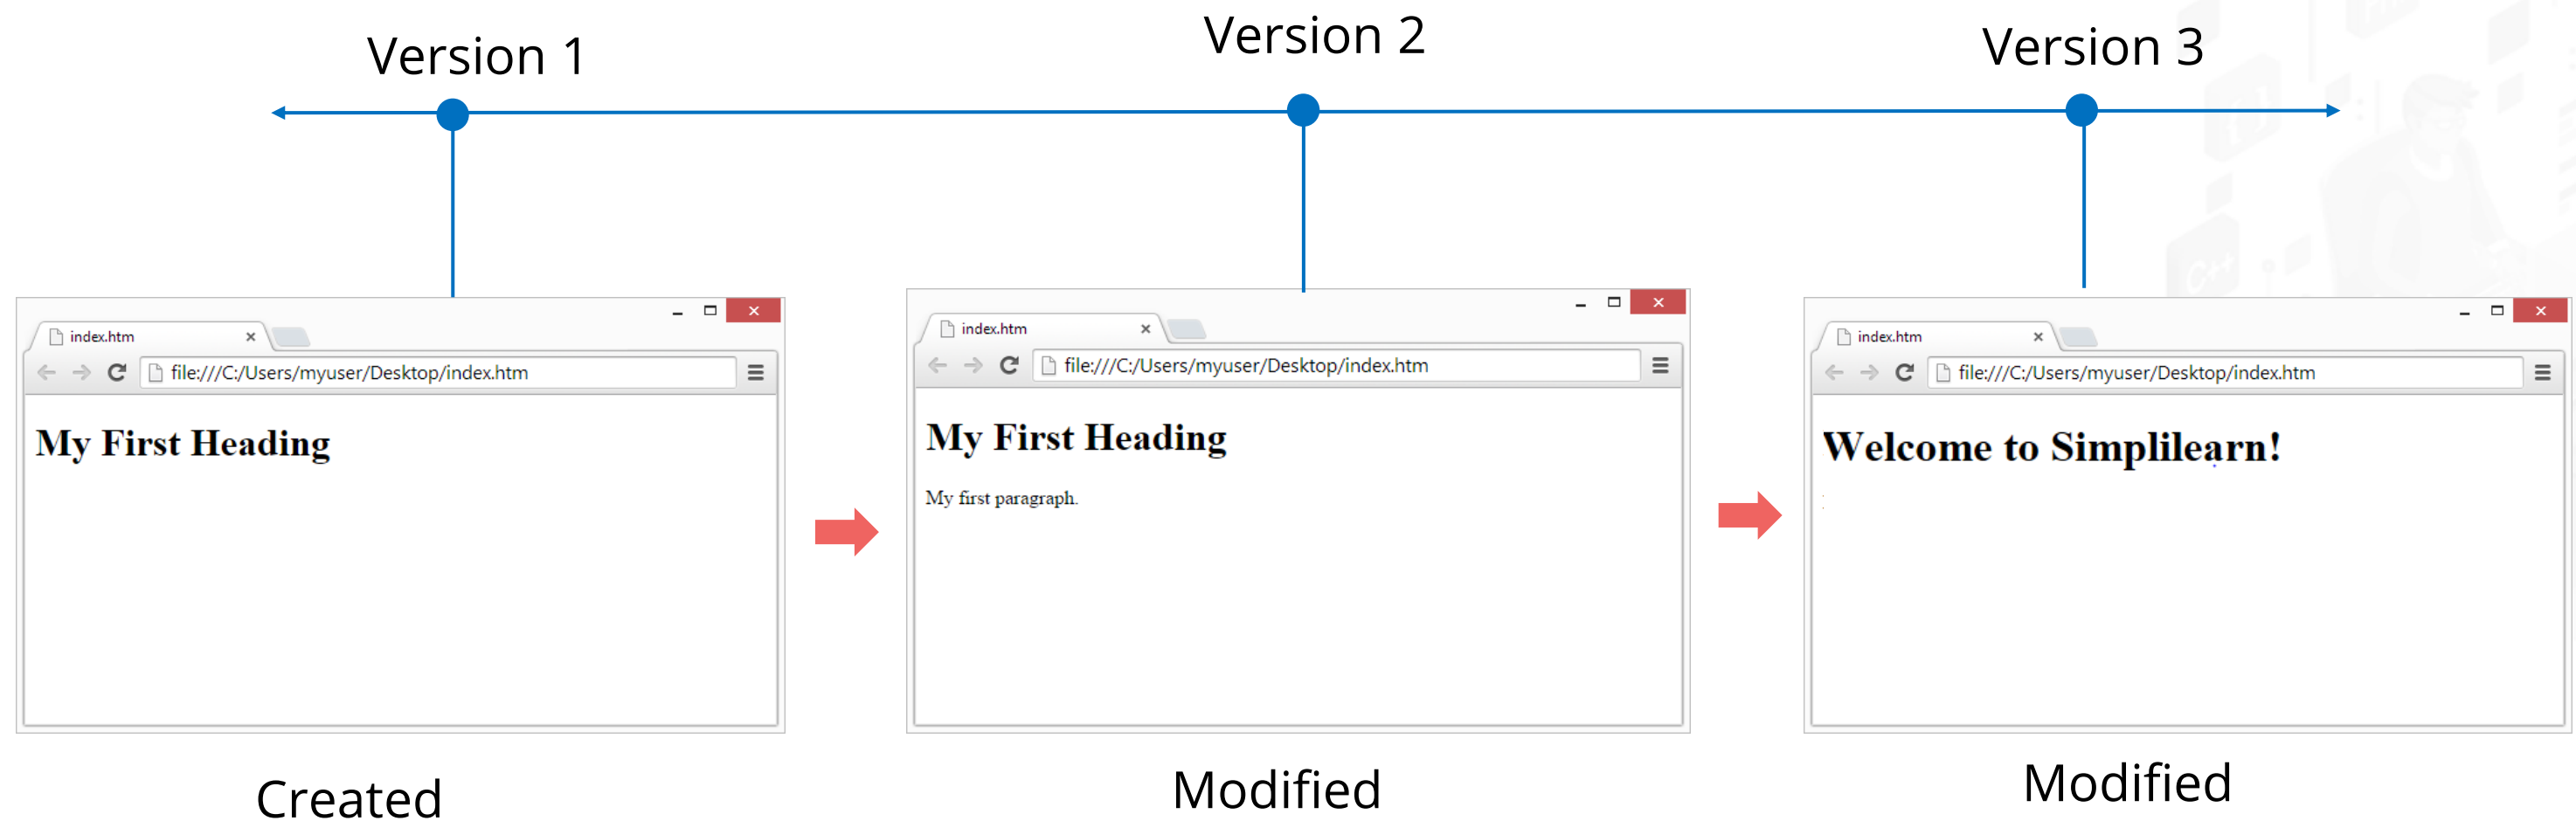 Version 1
Version 2
Version 3
index.htm
file:///C:/Users/myuser/Desktop/index.htm
My First Heading
index.htm
file:///C:/Users/myuser/Desktop/index.htm
My First Heading
My first paragraph.
index.htm
file:///C:/Users/myuser/Desktop/index.htm
Welcome to Simplilearn!
C++
Created
Modified
Modified